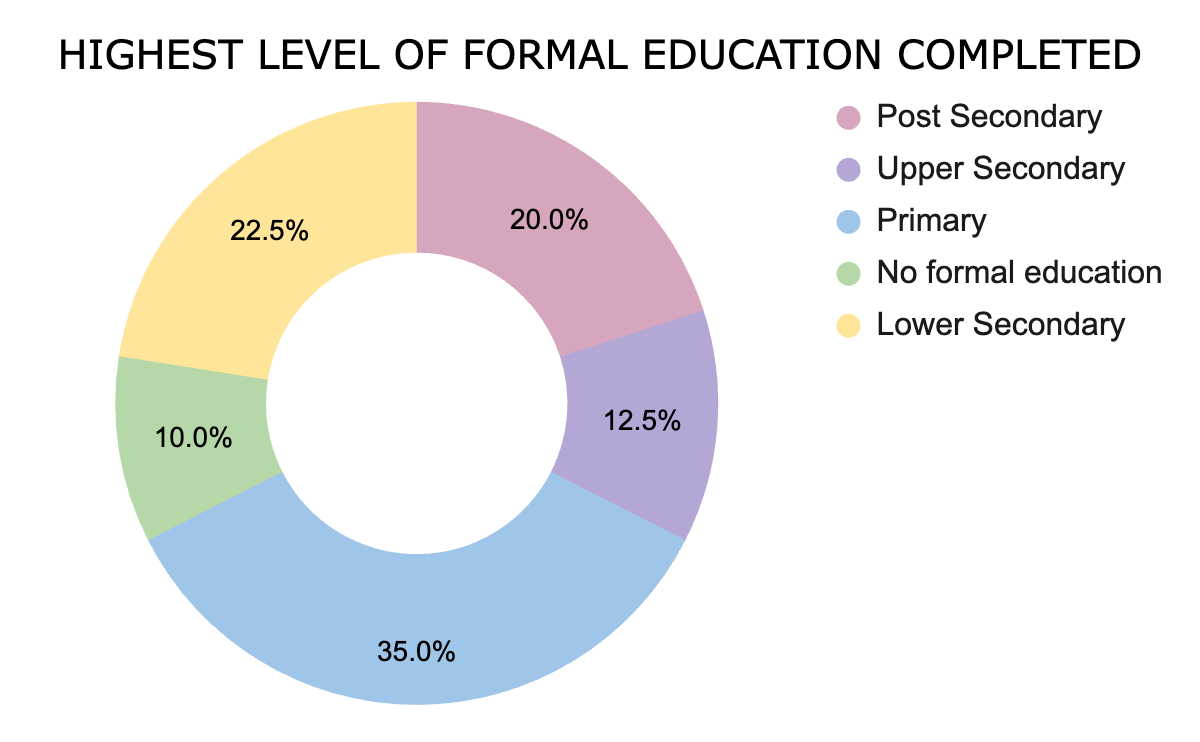 HIGHEST LEVEL OF FORMAL EDUCATION COMPLETED
Post Secondary
Upper Secondary
Primary
No formal education
Lower Secondary
20.0%
12.5%
35.0%
10.0%
22.5%